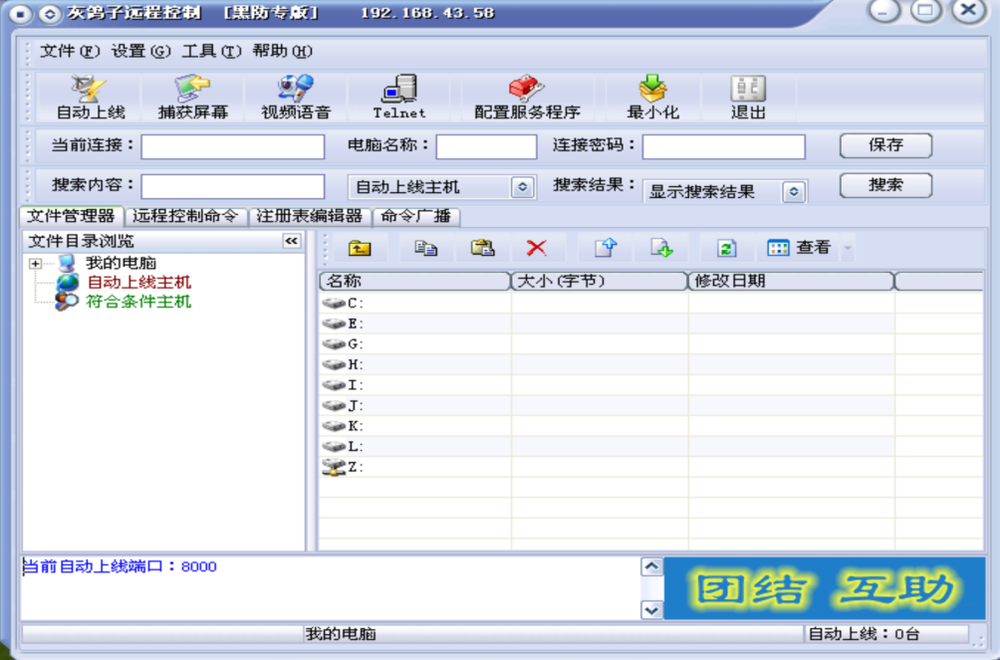 灰鸽子远程控制 [黑防专版] 192.168.43.58
文件(F) 设置(G) 工具(T) 帮助(H)
自动上线 捕获屏幕 视频语音 Telnet 配置服务程序 最小化 退出
当前连接： 电脑名称： 连接密码： 保存
搜索内容： 自动上线主机 搜索结果： 显示搜索结果 搜索
文件管理器 远程控制命令 注册表编辑器 命令广播
文件目录浏览 查看
我的电脑
自动上线主机
符合条件主机
名称 大小(字节) 修改日期
C:
E:
G:
H:
I:
J:
K:
L:
Z:
当前自动上线端口：8000
团结 互助
我的电脑 自动上线：0台